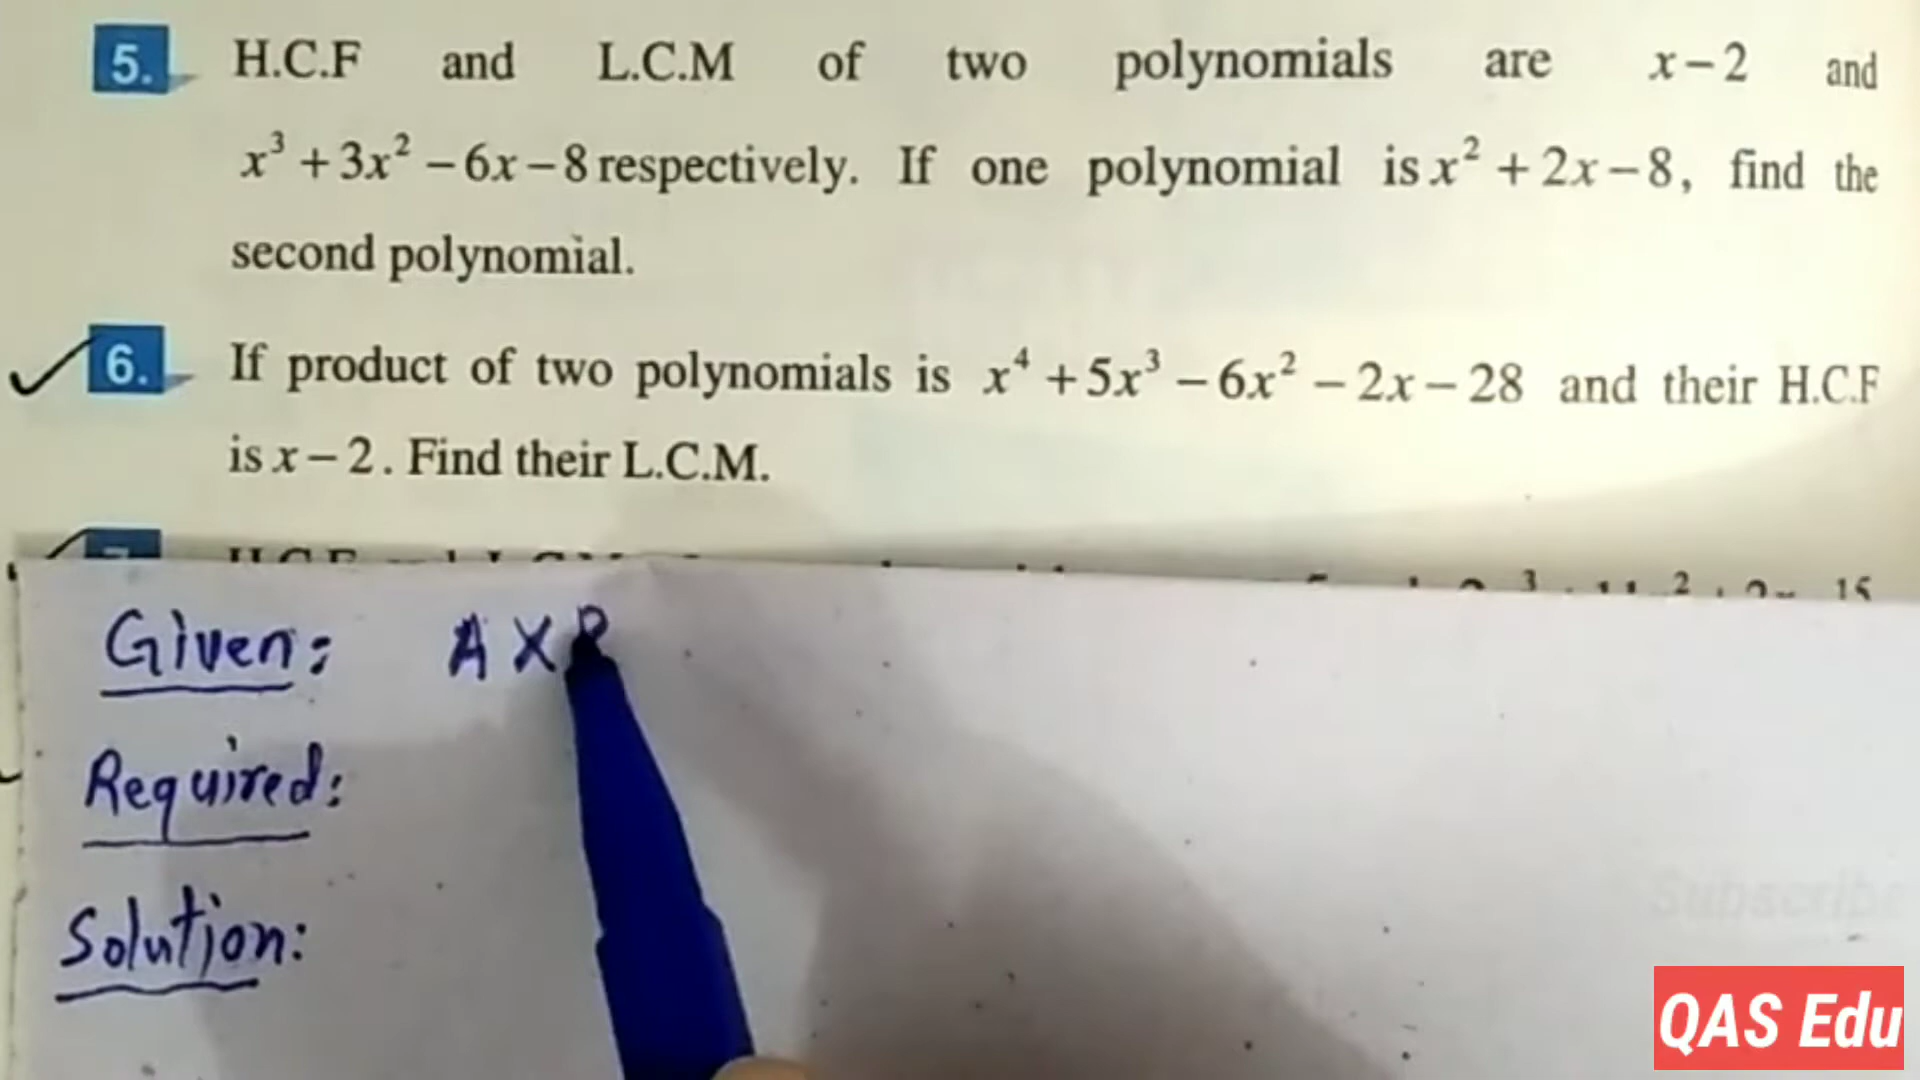 5. H.C.F and L.C.M of two polynomials are x – 2 and
x³ + 3x² – 6x – 8 respectively. If one polynomial is x² + 2x – 8, find the
second polynomial.
6. If product of two polynomials is x⁴ + 5x³ – 6x² – 2x – 28 and their H.C.F
is x – 2. Find their L.C.M.
Given: A X
Required:
Solution:
Subscribe
QAS Edu